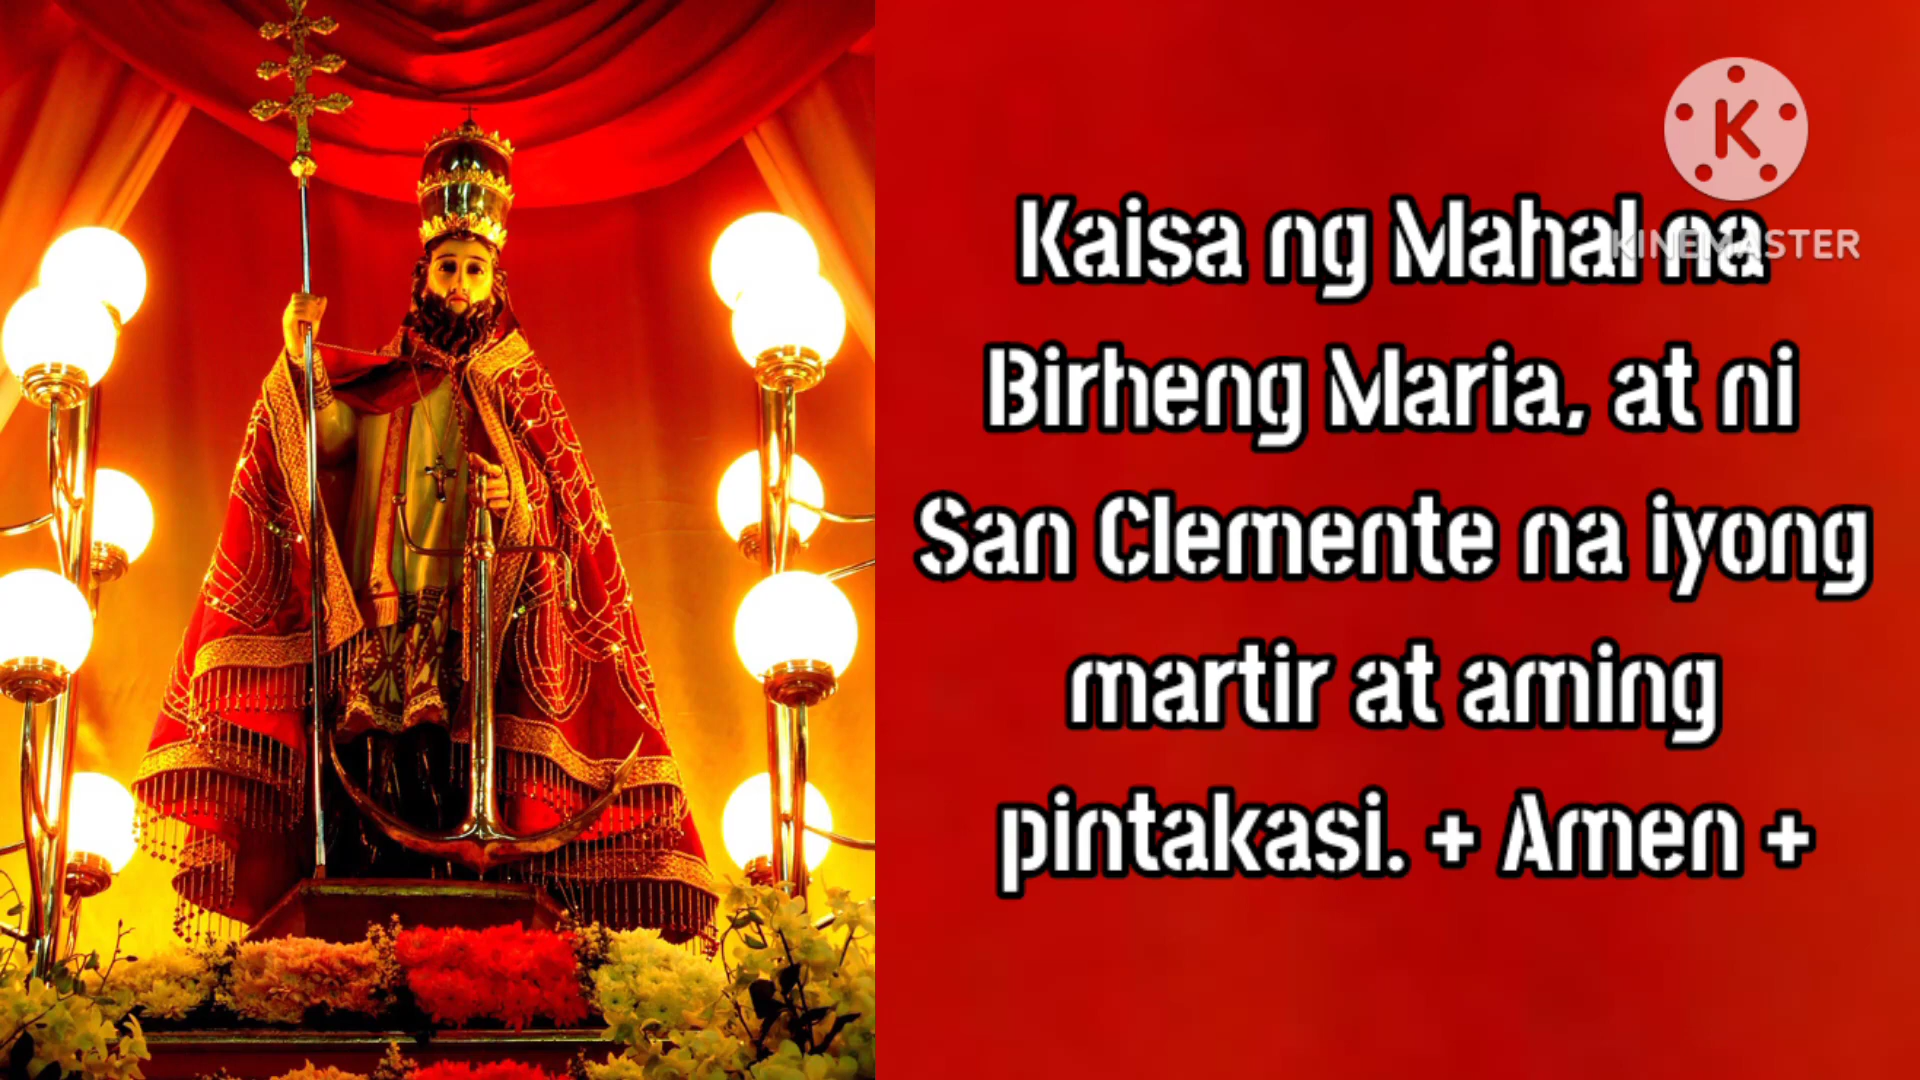 K
KINEMASTER
Kaisa ng Mahal na
Birheng Maria, at ni
San Clemente na iyong
martir at aming
pintakasi. + Amen +